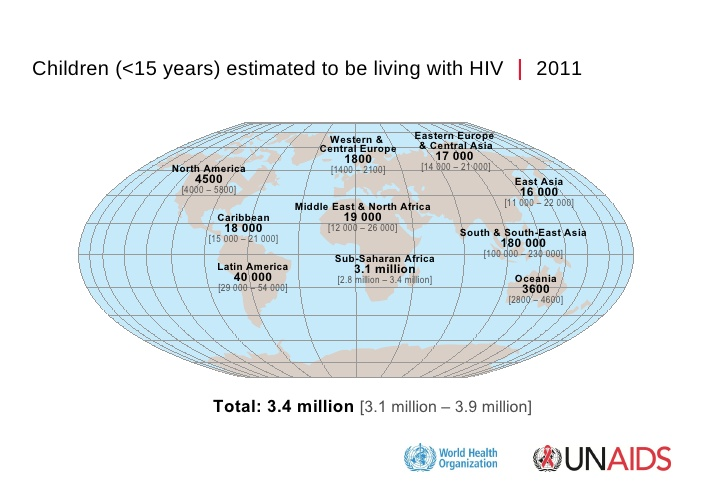 Children (<15 years) estimated to be living with HIV | 2011
Western &
Central Europe
1800
[1400 – 2100]
Eastern Europe
& Central Asia
17 000
[14 000 – 21 000]
North America
4500
[4000 – 5800]
East Asia
16 000
[11 000 – 22 000]
Middle East & North Africa
19 000
[12 000 – 26 000]
Caribbean
18 000
[15 000 – 21 000]
South & South-East Asia
180 000
[100 000 – 230 000]
Sub-Saharan Africa
3.1 million
[2.8 million – 3.4 million]
Latin America
40 000
[29 000 – 54 000]
Oceania
3600
[2800 – 4600]
Total: 3.4 million [3.1 million – 3.9 million]
World Health
Organization
UNAIDS